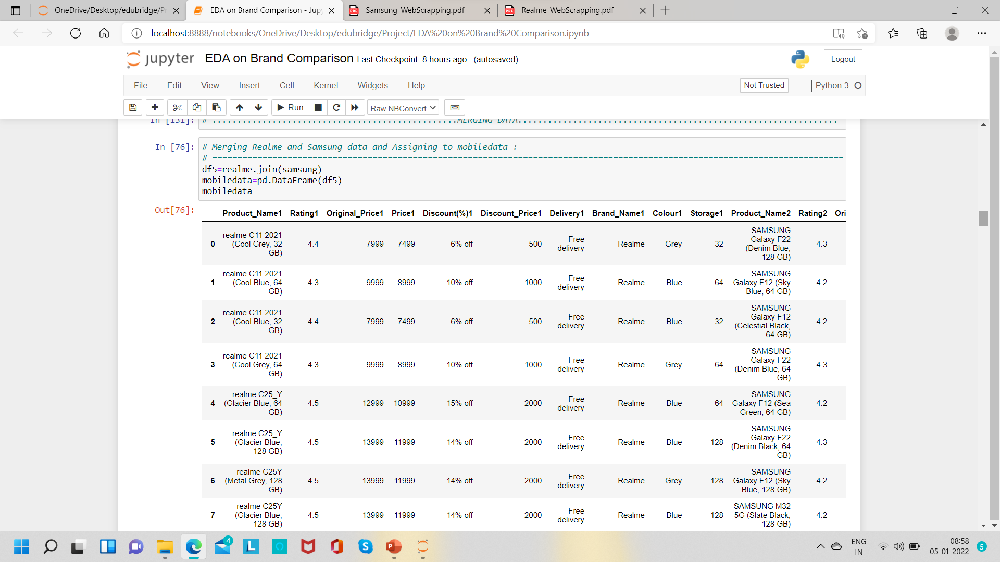 OneDrive/Desktop/edubridge/Pr
EDA on Brand Comparison - Jup
Samsung_WebScrapping.pdf
Realme_WebScrapping.pdf
localhost:8888/notebooks/OneDrive/Desktop/edubridge/Project/EDA%20on%20Brand%20Comparison.ipynb
jupyter EDA on Brand Comparison Last Checkpoint: 8 hours ago (autosaved)
Logout
File Edit View Insert Cell Kernel Widgets Help
Not Trusted
Python 3
Run
Raw NBConvert
In [131]: # ................................................MERGING DATA................................................................
In [76]: # Merging Realme and Samsung data and Assigning to mobiledata :
# ==============================================================================================================================
df5=realme.join(samsung)
mobiledata=pd.DataFrame(df5)
mobiledata
Out[76]:
Product_Name1 Rating1 Original_Price1 Price1 Discount(%)1 Discount_Price1 Delivery1 Brand_Name1 Colour1 Storage1 Product_Name2 Rating2 Ori
0 realme C11 2021 (Cool Grey, 32 GB) 4.4 7999 7499 6% off 500 Free delivery Realme Grey 32 SAMSUNG Galaxy F22 (Denim Blue, 128 GB) 4.3
1 realme C11 2021 (Cool Blue, 64 GB) 4.3 9999 8999 10% off 1000 Free delivery Realme Blue 64 SAMSUNG Galaxy F12 (Sky Blue, 64 GB) 4.2
2 realme C11 2021 (Cool Blue, 32 GB) 4.4 7999 7499 6% off 500 Free delivery Realme Blue 32 SAMSUNG Galaxy F12 (Celestial Black, 64 GB) 4.2
3 realme C11 2021 (Cool Grey, 64 GB) 4.3 9999 8999 10% off 1000 Free delivery Realme Grey 64 SAMSUNG Galaxy F22 (Denim Blue, 64 GB) 4.3
4 realme C25_Y (Glacier Blue, 64 GB) 4.5 12999 10999 15% off 2000 Free delivery Realme Blue 64 SAMSUNG Galaxy F12 (Sea Green, 64 GB) 4.2
5 realme C25_Y (Glacier Blue, 128 GB) 4.5 13999 11999 14% off 2000 Free delivery Realme Blue 128 SAMSUNG Galaxy F22 (Denim Black, 64 GB) 4.3
6 realme C25Y (Metal Grey, 128 GB) 4.5 13999 11999 14% off 2000 Free delivery Realme Grey 128 SAMSUNG Galaxy F12 (Sky Blue, 128 GB) 4.2
7 realme C25Y (Glacier Blue, 128 GB) 4.5 13999 11999 14% off 2000 Free delivery Realme Blue 128 SAMSUNG M32 5G (Slate Black, 128 GB) 4.2
4
ENG
IN
08:58
05-01-2022
5